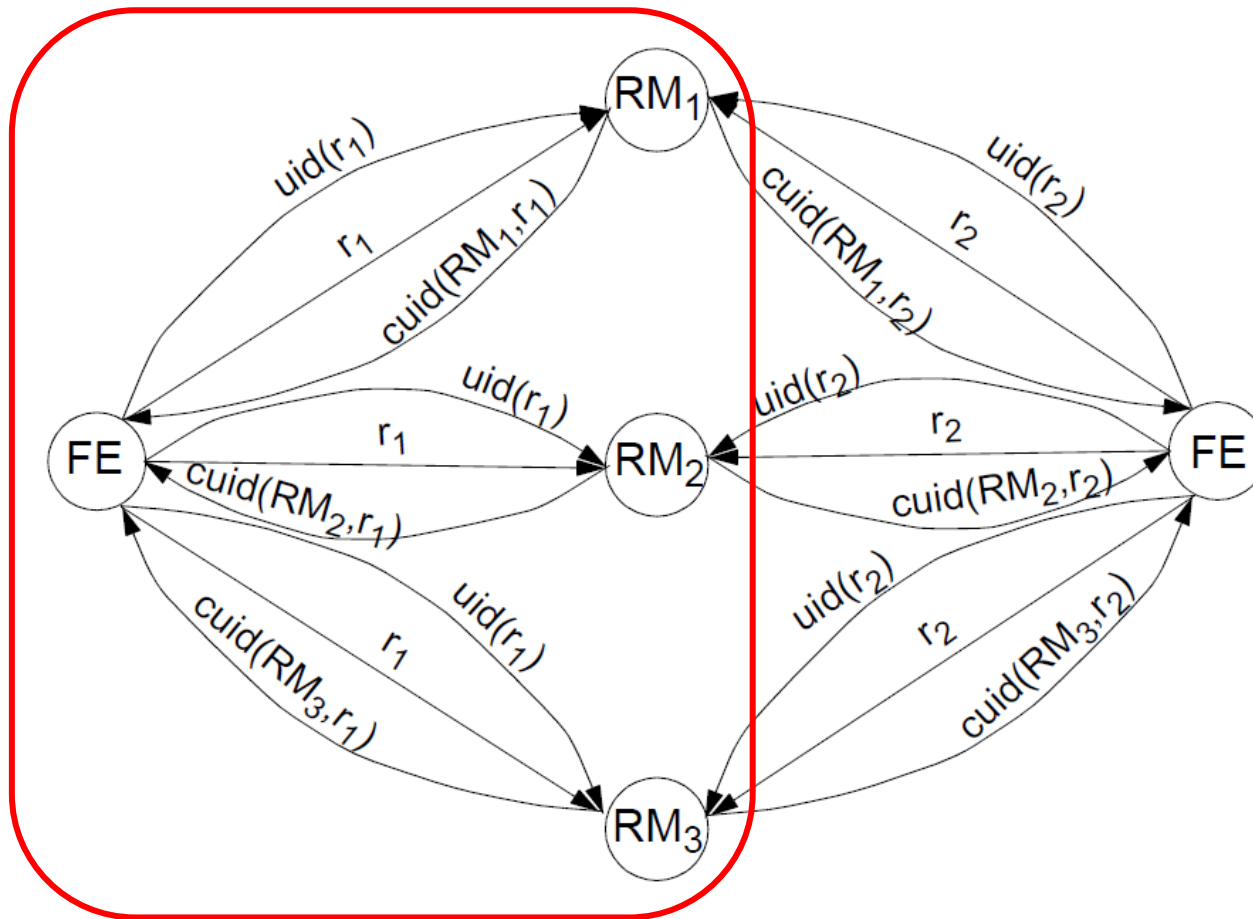 RM₁
uid(r₁)
r₁
cuid(RM₁,r₁)
uid(r₂)
r₂
cuid(RM₁,r₂)
FE
uid(r₁)
r₁
cuid(RM₂,r₁)
RM₂
uid(r₂)
r₂
cuid(RM₂,r₂)
FE
uid(r₁)
r₁
cuid(RM₃,r₁)
uid(r₂)
r₂
cuid(RM₃,r₂)
RM₃